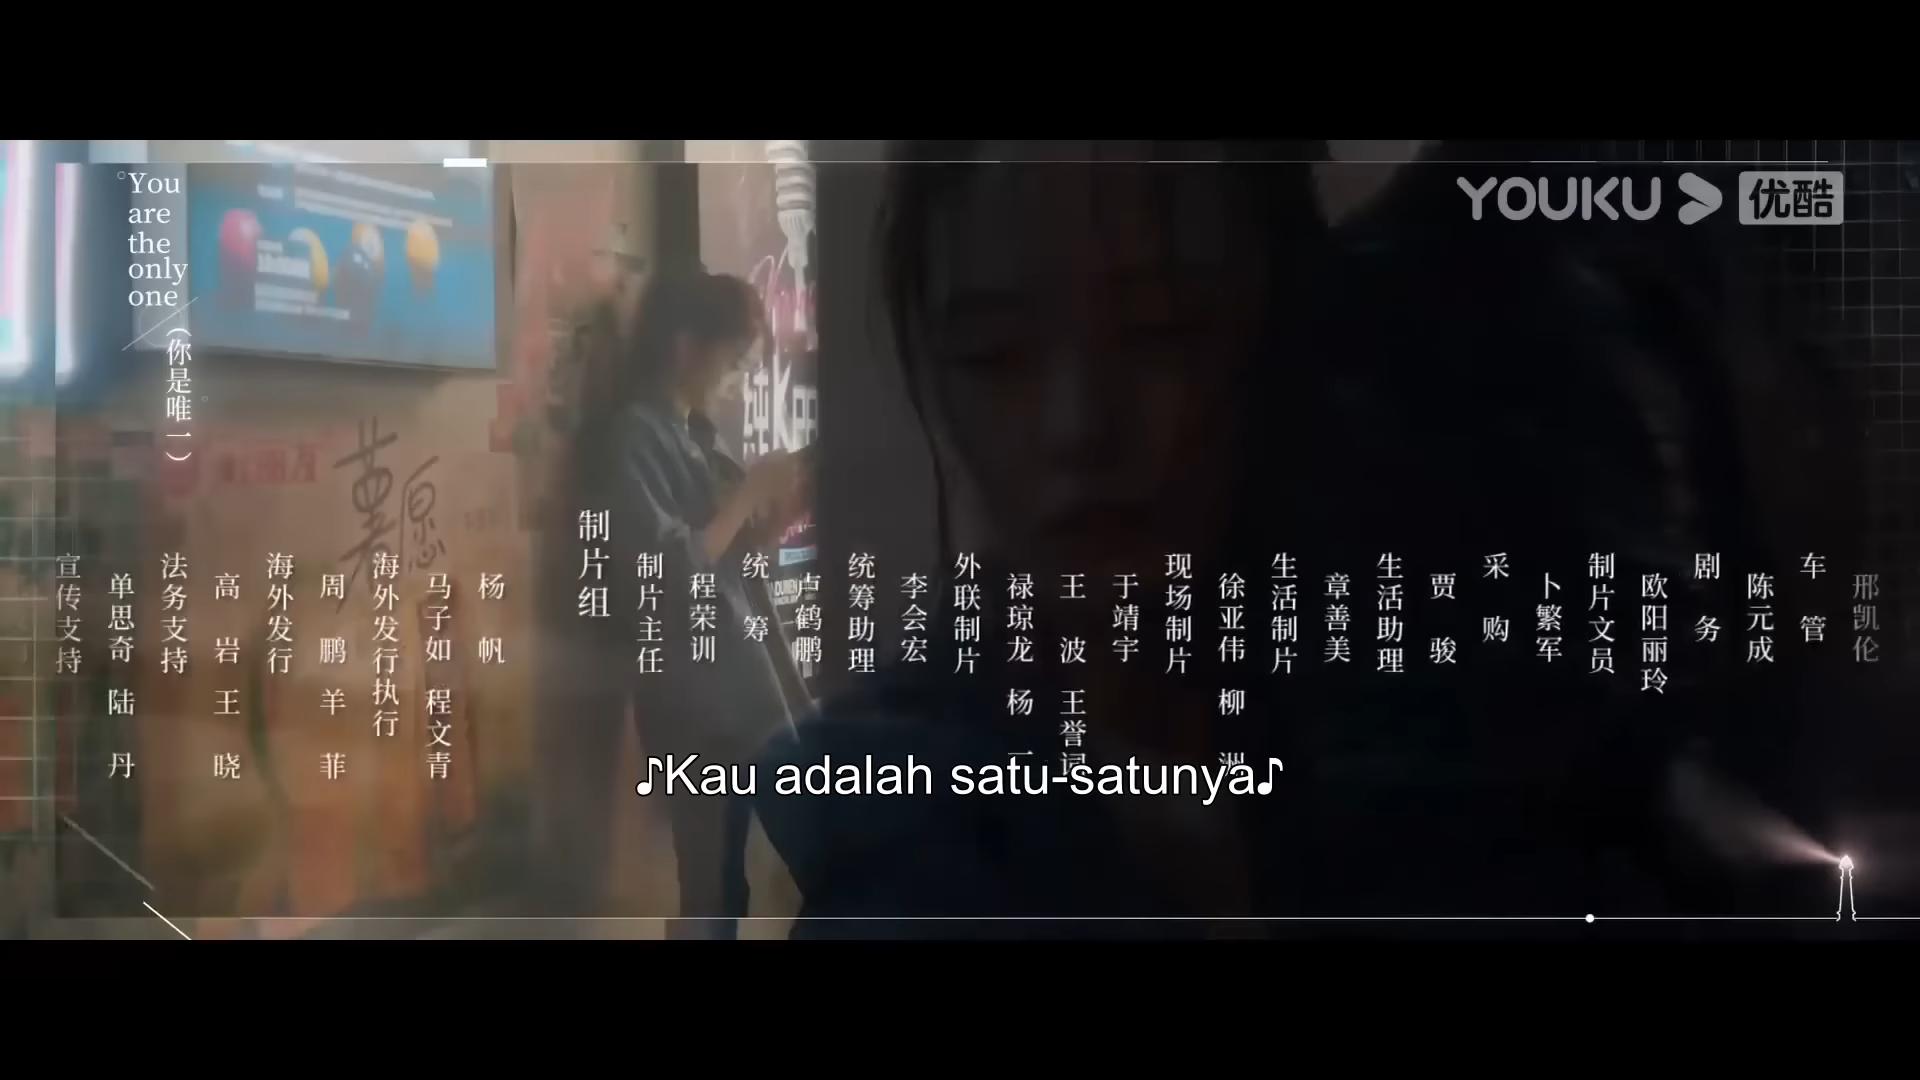 You
are
the
only
one
(你是唯一)
YOUKU 优酷
宣传支持
单思奇 陆丹
法务支持
高岩 王晓
海外发行
周鹏 羊菲
海外发行执行
马子如 程文青
杨帆
制片组
制片主任
程荣训
统筹
卢鹤鹏
统筹助理
李会宏
外联制片
禄琼龙 杨一
王波 王誉词
于靖宇
现场制片
徐亚伟 柳洲
生活制片
章善美
生活助理
贾骏
采购
卜繁军
制片文员
欧阳丽玲
剧务
陈元成
车管
邢凯伦
♪Kau adalah satu-satunya♪